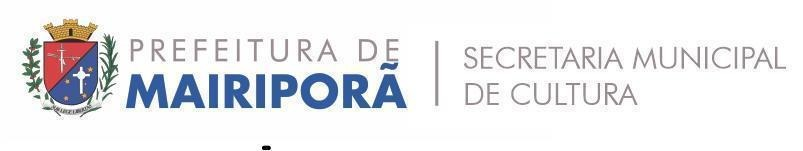 PREFEITURA DE
MAIRIPORÃ
SECRETARIA MUNICIPAL
DE CULTURA